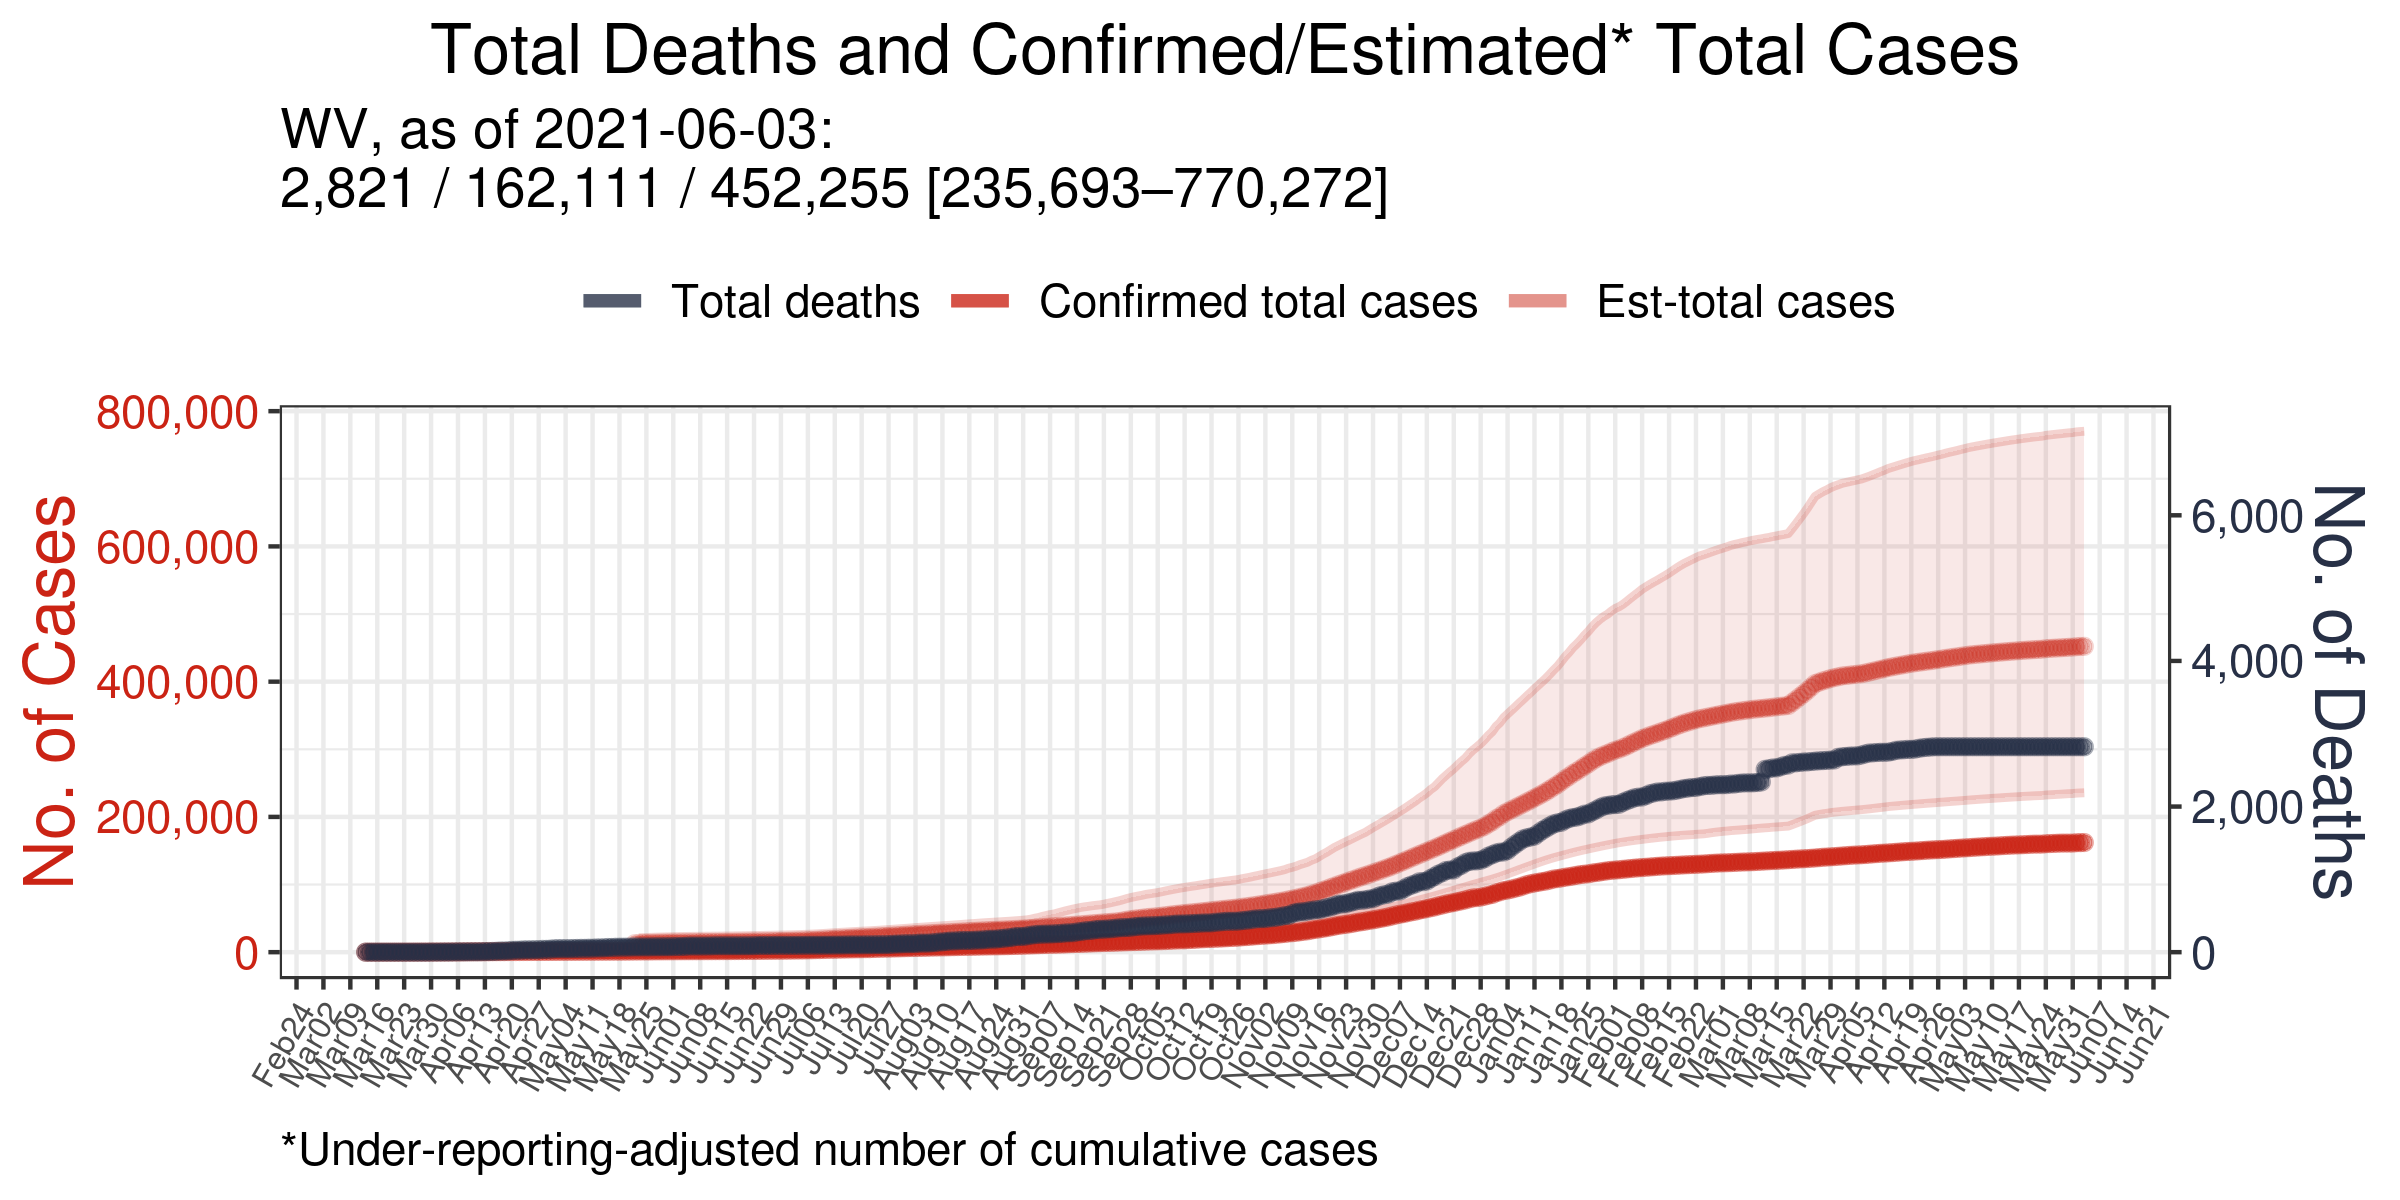 Total Deaths and Confirmed/Estimated* Total Cases
WV, as of 2021-06-03:
2,821 / 162,111 / 452,255 [235,693–770,272]
Total deaths
Confirmed total cases
Est-total cases
No. of Cases
800,000
600,000
400,000
200,000
0
6,000
4,000
2,000
0
No. of Deaths
Feb24
Mar02
Mar09
Mar16
Mar23
Mar30
Apr06
Apr13
Apr20
Apr27
May04
May11
May18
May25
Jun01
Jun08
Jun15
Jun22
Jun29
Jul06
Jul13
Jul20
Jul27
Aug03
Aug10
Aug17
Aug24
Aug31
Sep07
Sep14
Sep21
Sep28
Oct05
Oct12
Oct19
Oct26
Nov02
Nov09
Nov16
Nov23
Nov30
Dec07
Dec14
Dec21
Dec28
Jan04
Jan11
Jan18
Jan25
Feb01
Feb08
Feb15
Feb22
Mar01
Mar08
Mar15
Mar22
Mar29
Apr05
Apr12
Apr19
Apr26
May03
May10
May17
May24
May31
Jun07
Jun14
Jun21
*Under-reporting-adjusted number of cumulative cases